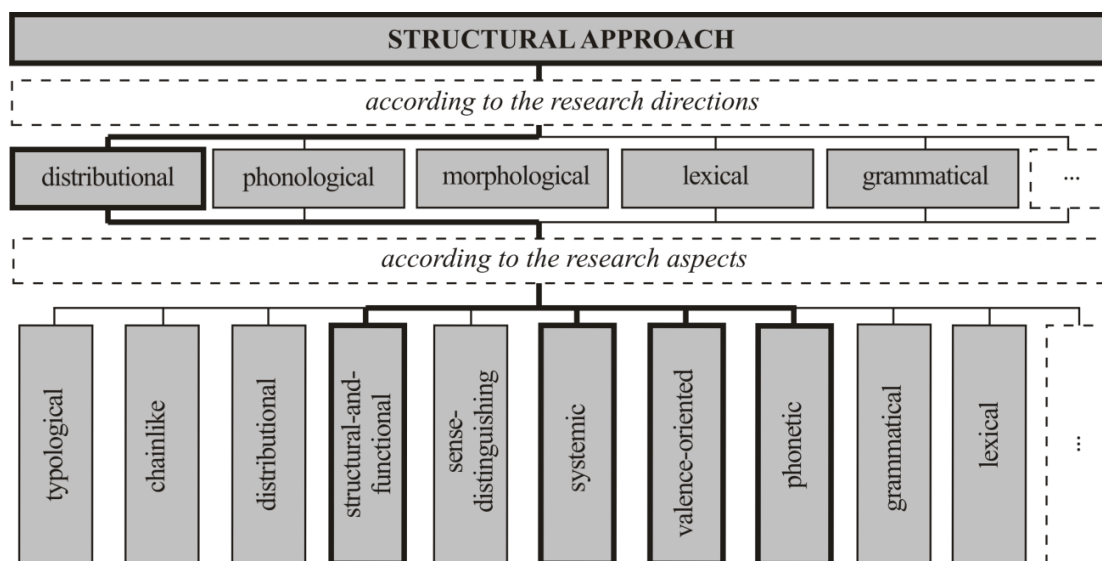 STRUCTURAL APPROACH
according to the research directions
distributional
phonological
morphological
lexical
grammatical
...
according to the research aspects
typological
chainlike
distributional
structural-and-
functional
sense-
distinguishing
systemic
valence-oriented
phonetic
grammatical
lexical
...